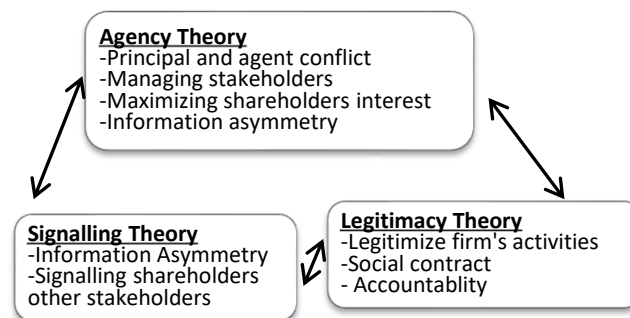 Agency Theory
-Principal and agent conflict
-Managing stakeholders
-Maximizing shareholders interest
-Information asymmetry
Signalling Theory
-Information Asymmetry
-Signalling shareholders
other stakeholders
Legitimacy Theory
-Legitimize firm's activities
-Social contract
- Accountablity